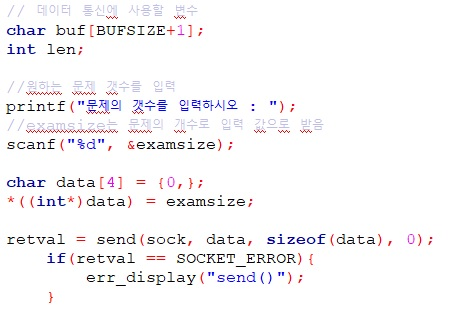 // 데이터 통신에 사용할 변수
char buf[BUFSIZE+1];
int len;
//원하는 문제 갯수를 입력
printf("문제의 갯수를 입력하시오 : ");
//examsize는 문제의 개수로 입력 값으로 받음
scanf("%d", &examsize);
char data[4] = {0,};
*((int*)data) = examsize;
retval = send(sock, data, sizeof(data), 0);
if(retval == SOCKET_ERROR){
err_display("send()");
}